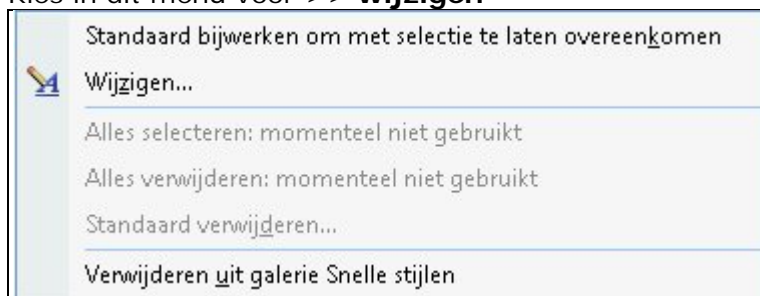 Kies in dit menu voor >> wijzigen
Standaard bijwerken om met selectie te laten overeenkomen
Wijzigen...
Alles selecteren: momenteel niet gebruikt
Alles verwijderen: momenteel niet gebruikt
Standaard verwijderen...
Verwijderen uit galerie Snelle stijlen